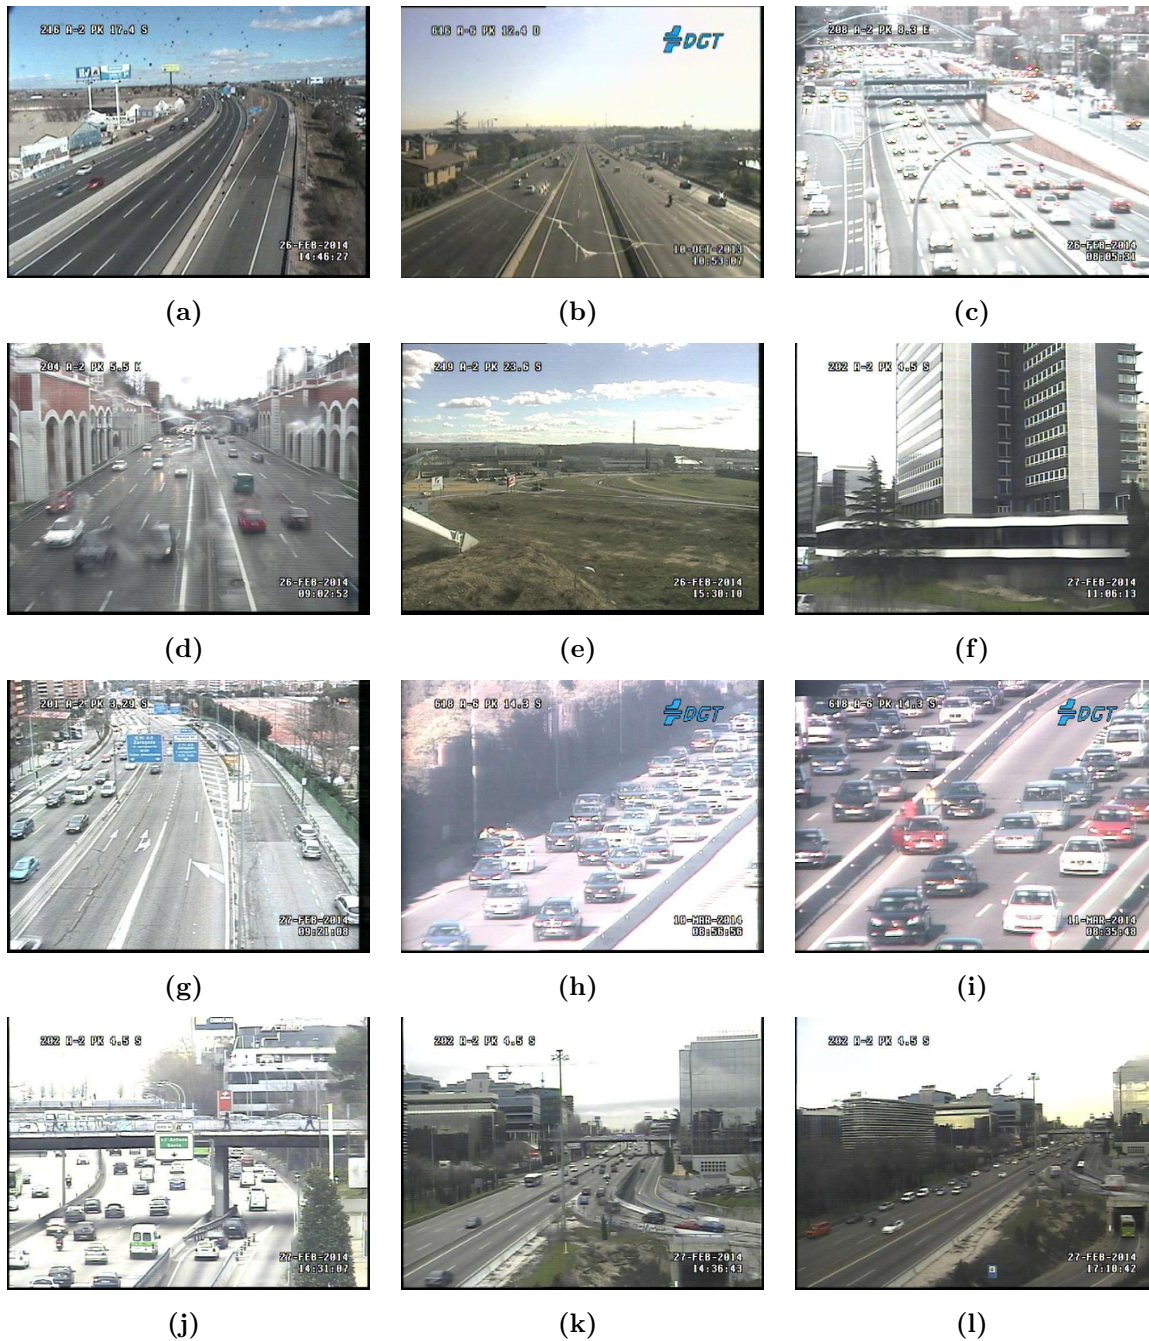 216 A-2 PK 17.4 S
26-FEB-2014
14:46:27
(a)
616 A-6 PK 12.4 D
DGT
10-OCT-2013
10:53:07
(b)
208 A-2 PK 8.3 E
26-FEB-2014
08:05:31
(c)
204 A-2 PK 5.5 M
26-FEB-2014
09:02:53
(d)
219 A-2 PK 23.6 S
26-FEB-2014
15:30:10
(e)
202 A-2 PK 4.5 S
27-FEB-2014
11:06:13
(f)
201 A-2 PK 3.29 S
27-FEB-2014
09:21:08
(g)
618 A-6 PK 14.3 S
DGT
10-MAR-2014
08:56:56
(h)
618 A-6 PK 14.3 S
DGT
11-MAR-2014
08:35:48
(i)
202 A-2 PK 4.5 S
27-FEB-2014
14:31:07
(j)
202 A-2 PK 4.5 S
27-FEB-2014
14:36:43
(k)
202 A-2 PK 4.5 S
27-FEB-2014
17:10:42
(l)